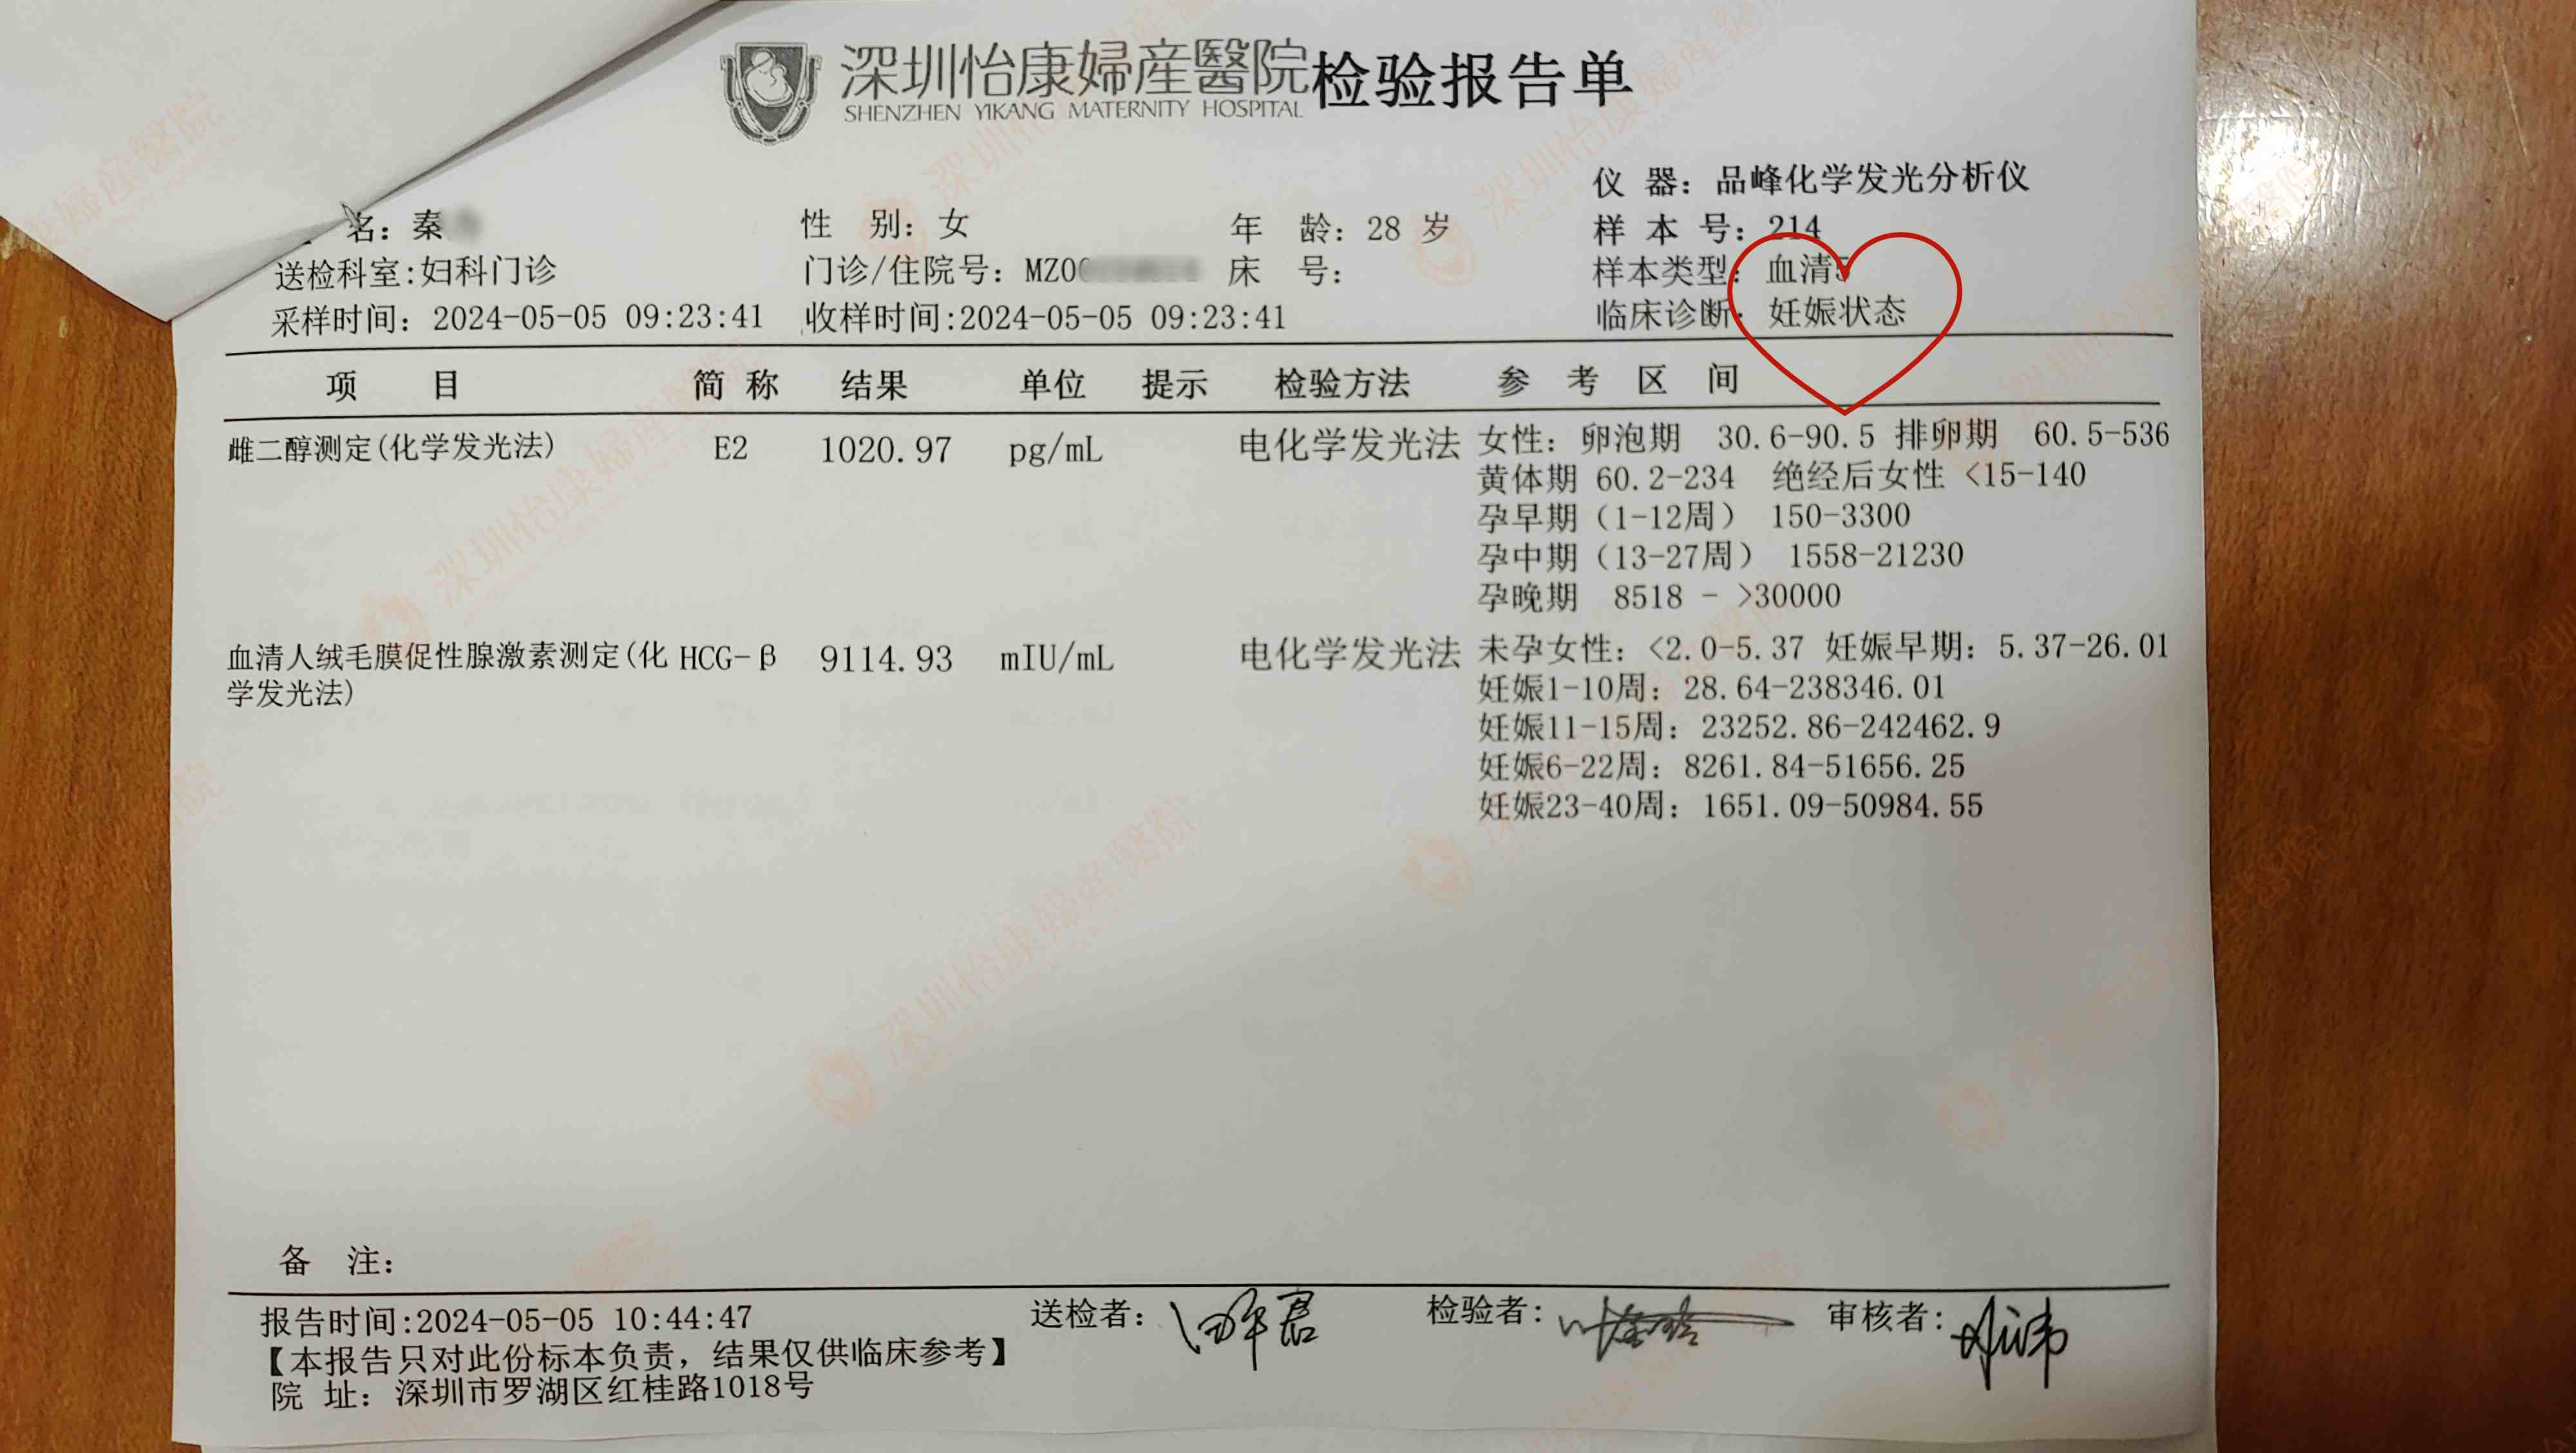 深圳怡康婦産醫院检验报告单
SHENZHEN YIKANG MATERNITY HOSPITAL
仪 器：品峰化学发光分析仪
名：秦 性 别：女 年 龄：28 岁 样 本 号：214
送检科室：妇科门诊 门诊/住院号：MZ00 床 号： 样本类型：血清
采样时间：2024-05-05 09:23:41 收样时间：2024-05-05 09:23:41 临床诊断：妊娠状态
项 目 简 称 结果 单位 提示 检验方法 参 考 区 间
雌二醇测定(化学发光法) E2 1020.97 pg/mL 电化学发光法 女性：卵泡期 30.6-90.5 排卵期 60.5-536
黄体期 60.2-234 绝经后女性 <15-140
孕早期（1-12周） 150-3300
孕中期（13-27周） 1558-21230
孕晚期 8518 - >30000
血清人绒毛膜促性腺激素测定(化 HCG-β 9114.93 mIU/mL 电化学发光法 未孕女性：<2.0-5.37 妊娠早期：5.37-26.01
学发光法)
妊娠1-10周：28.64-238346.01
妊娠11-15周：23252.86-242462.9
妊娠6-22周：8261.84-51656.25
妊娠23-40周：1651.09-50984.55
备 注：
报告时间：2024-05-05 10:44:47 送检者： 检验者： 审核者：
【本报告只对此份标本负责，结果仅供临床参考】
院 址：深圳市罗湖区红桂路1018号